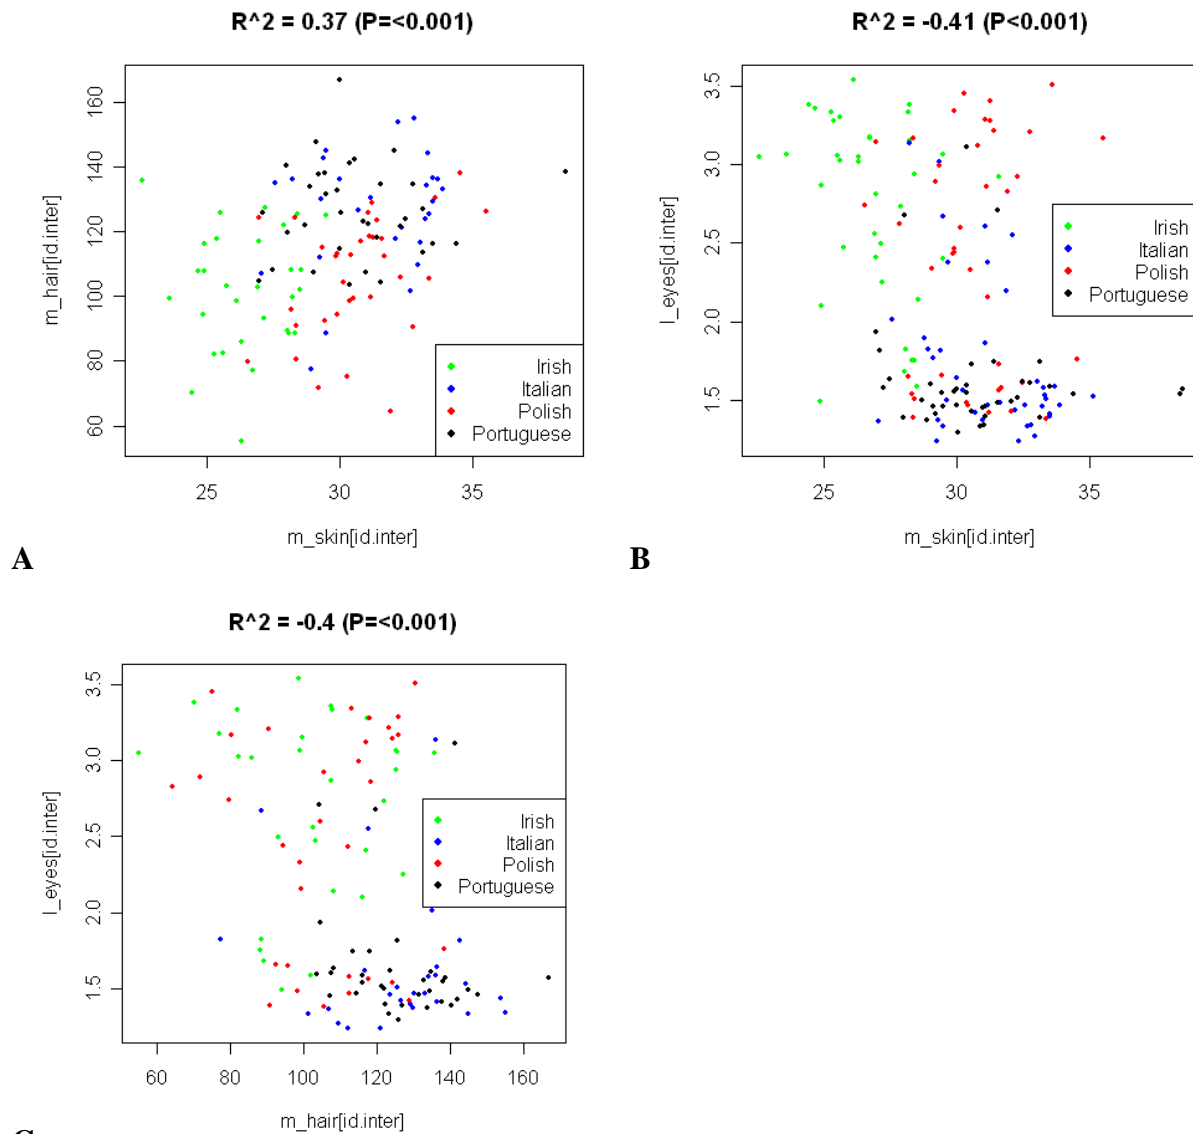 R^2 = 0.37 (P=<0.001)
m_hair[id.inter]
160
140
120
100
80
60
Irish
Italian
Polish
Portuguese
25 30 35
m_skin[id.inter]
A
R^2 = -0.41 (P<0.001)
l_eyes[id.inter]
3.5
3.0
2.5
2.0
1.5
Irish
Italian
Polish
Portuguese
25 30 35
m_skin[id.inter]
B
R^2 = -0.4 (P=<0.001)
l_eyes[id.inter]
3.5
3.0
2.5
2.0
1.5
Irish
Italian
Polish
Portuguese
60 80 100 120 140 160
m_hair[id.inter]